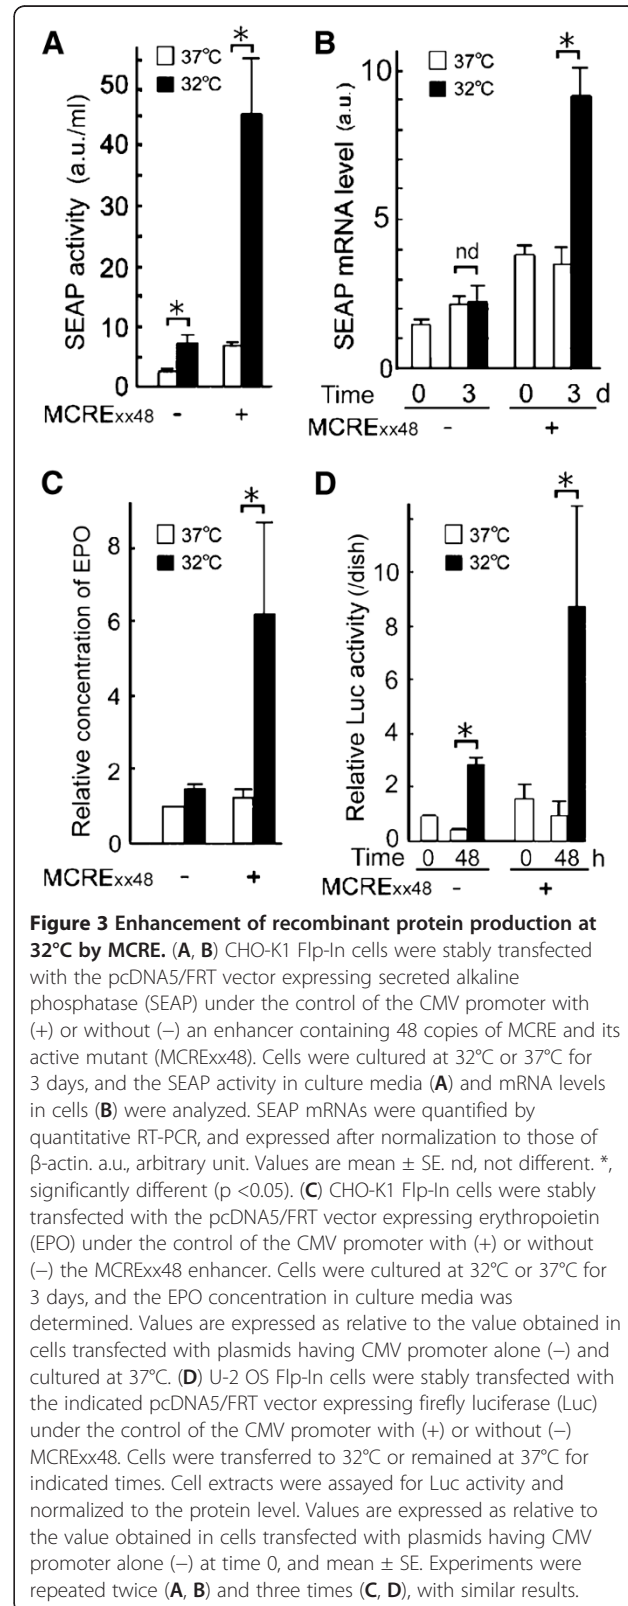 A
37°C
32°C
*
*
SEAP activity (a.u./ml)
50
40
30
20
10
0
MCRExx48 - +
B
37°C
32°C
*
nd
SEAP mRNA level (a.u.)
10
5
0
Time 0 3 0 3 d
MCRExx48 - +
C
37°C
32°C
*
Relative concentration of EPO
8
6
4
2
0
MCRExx48 - +
D
37°C
32°C
*
*
Relative Luc activity (/dish)
10
8
6
4
2
0
Time 0 48 0 48 h
MCRExx48 - +
Figure 3 Enhancement of recombinant protein production at
32°C by MCRE. (A, B) CHO-K1 Flp-In cells were stably transfected
with the pcDNA5/FRT vector expressing secreted alkaline
phosphatase (SEAP) under the control of the CMV promoter with
(+) or without (−) an enhancer containing 48 copies of MCRE and its
active mutant (MCRExx48). Cells were cultured at 32°C or 37°C for
3 days, and the SEAP activity in culture media (A) and mRNA levels
in cells (B) were analyzed. SEAP mRNAs were quantified by
quantitative RT-PCR, and expressed after normalization to those of
β-actin. a.u., arbitrary unit. Values are mean ± SE. nd, not different. *,
significantly different (p <0.05). (C) CHO-K1 Flp-In cells were stably
transfected with the pcDNA5/FRT vector expressing erythropoietin
(EPO) under the control of the CMV promoter with (+) or without
(−) the MCRExx48 enhancer. Cells were cultured at 32°C or 37°C for
3 days, and the EPO concentration in culture media was
determined. Values are expressed as relative to the value obtained in
cells transfected with plasmids having CMV promoter alone (−) and
cultured at 37°C. (D) U-2 OS Flp-In cells were stably transfected with
the indicated pcDNA5/FRT vector expressing firefly luciferase (Luc)
under the control of the CMV promoter with (+) or without (−)
MCRExx48. Cells were transferred to 32°C or remained at 37°C for
indicated times. Cell extracts were assayed for Luc activity and
normalized to the protein level. Values are expressed as relative to
the value obtained in cells transfected with plasmids having CMV
promoter alone (−) at time 0, and mean ± SE. Experiments were
repeated twice (A, B) and three times (C, D), with similar results.